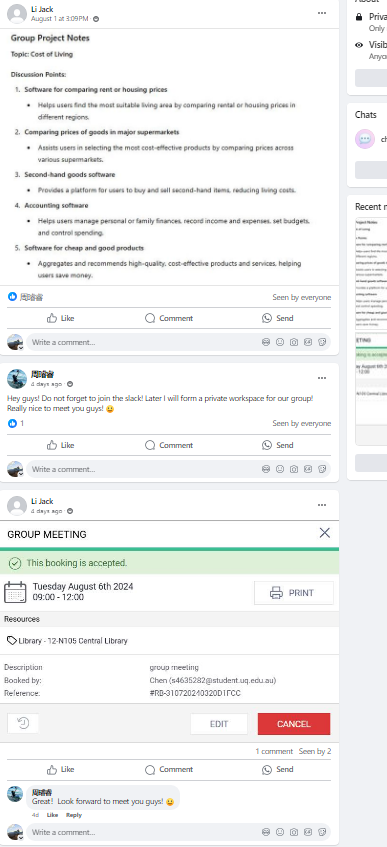 About
Li Jack
August 1 at 3:09PM
Priva
Only
Group Project Notes
Visib
Anyon
Topic: Cost of Living
Discussion Points:
1. Software for comparing rent or housing prices
Helps users find the most suitable living area by comparing rental or housing prices in
different regions.
2. Comparing prices of goods in major supermarkets
Chats
Assists users in selecting the most cost-effective products by comparing prices across
various supermarkets.
3. Second-hand goods software
Provides a platform for users to buy and sell second-hand items, reducing living costs.
4. Accounting software
Recent m
Helps users manage personal or family finances, record income and expenses, set budgets,
and control spending.
5. Software for cheap and good products
Aggregates and recommends high-quality, cost-effective products and services, helping
users save money.
Seen by everyone
Like Comment Send
Write a comment...
4 days ago
Hey guys! Do not forget to join the slack! Later I will form a private workspace for our group!
Really nice to meet you guys!
1 Seen by everyone
Like Comment Send
Write a comment...
Li Jack
4 days ago
GROUP MEETING
This booking is accepted.
Tuesday August 6th 2024
09:00 - 12:00
PRINT
Resources
Library - 12-N105 Central Library
Description group meeting
Booked by: Chen (s4635282@student.uq.edu.au)
Reference: #RB-310720240320D1FCC
EDIT CANCEL
1 comment Seen by 2
Like Comment Send
Great! Look forward to meet you guys!
4d Like Reply
Write a comment...